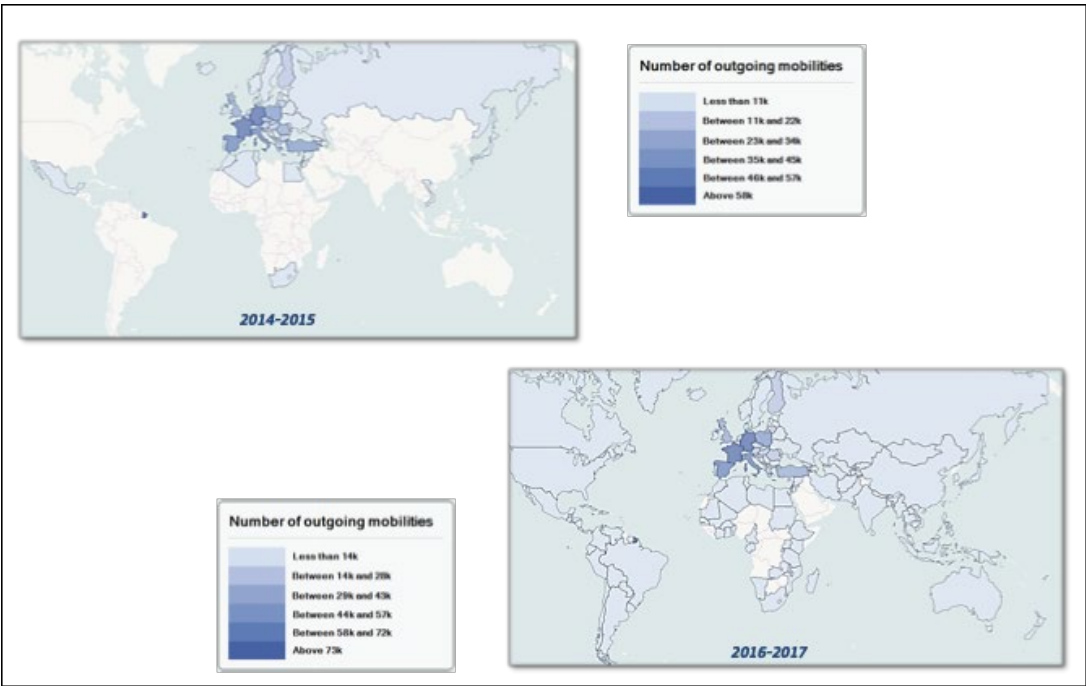 Number of outgoing mobilities
Less than 11k
Between 11k and 22k
Between 23k and 34k
Between 35k and 45k
Between 46k and 57k
Above 58k
2014-2015
Number of outgoing mobilities
Less than 14k
Between 14k and 28k
Between 29k and 43k
Between 44k and 57k
Between 58k and 72k
Above 73k
2016-2017